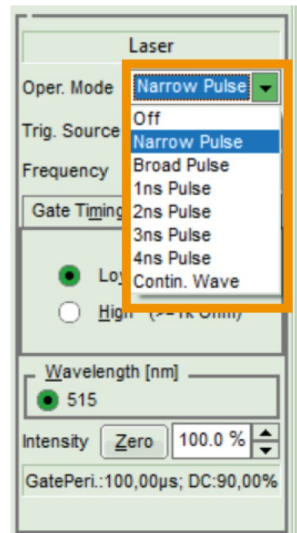 Laser
Oper. Mode Narrow Pulse
Off
Trig. Source
Narrow Pulse
Frequency
Broad Pulse
1ns Pulse
Gate Timing
2ns Pulse
3ns Pulse
4ns Pulse
Contin. Wave
High (>=1k Ohm)
Wavelength [nm]
515
Intensity Zero 100.0 %
GatePeri.:100,00µs; DC:90,00%